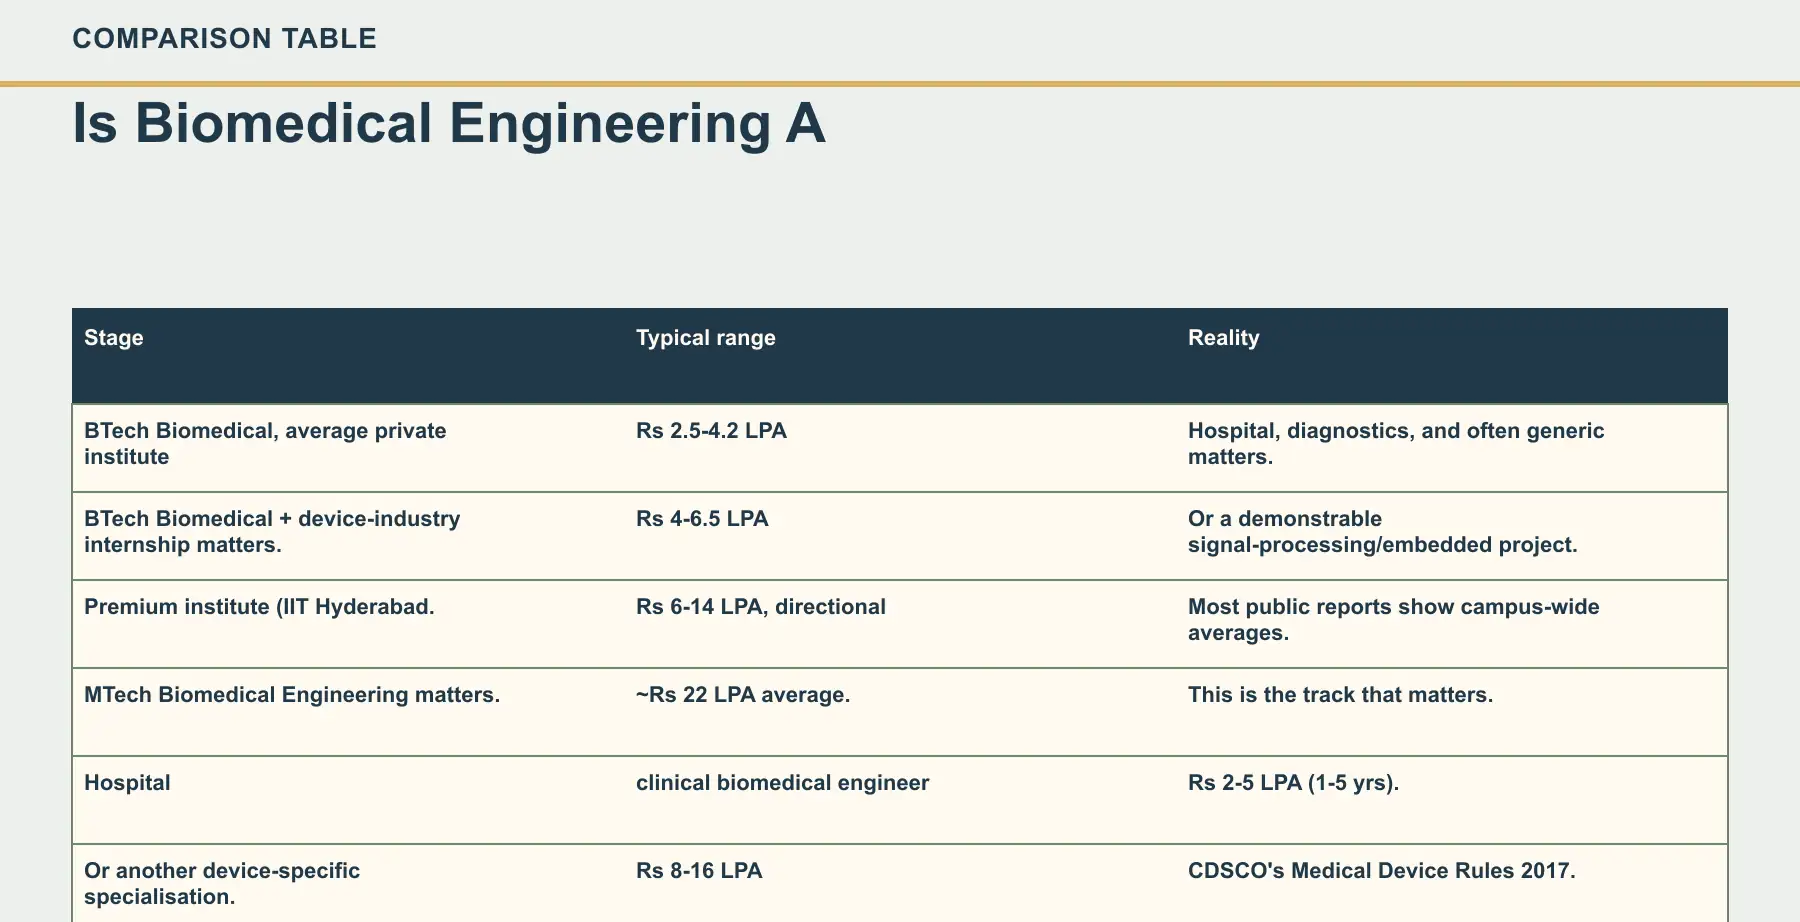 COMPARISON TABLE
Is Biomedical Engineering A
Stage
Typical range
Reality
BTech Biomedical, average private
institute
Rs 2.5-4.2 LPA
Hospital, diagnostics, and often generic
matters.
BTech Biomedical + device-industry
internship matters.
Rs 4-6.5 LPA
Or a demonstrable
signal-processing/embedded project.
Premium institute (IIT Hyderabad.
Rs 6-14 LPA, directional
Most public reports show campus-wide
averages.
MTech Biomedical Engineering matters.
~Rs 22 LPA average.
This is the track that matters.
Hospital
clinical biomedical engineer
Rs 2-5 LPA (1-5 yrs).
Or another device-specific
specialisation.
Rs 8-16 LPA
CDSCO's Medical Device Rules 2017.